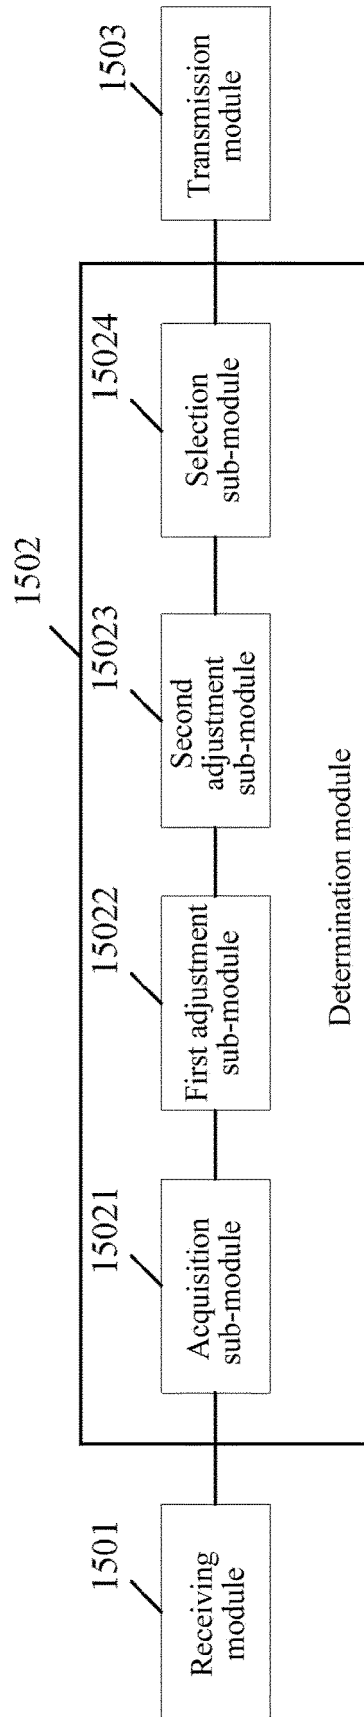 1502
1501
15021
15022
15023
15024
1503
Receiving
module
Acquisition
sub-module
First adjustment
sub-module
Second
adjustment
sub-module
Selection
sub-module
Transmission
module
Determination module